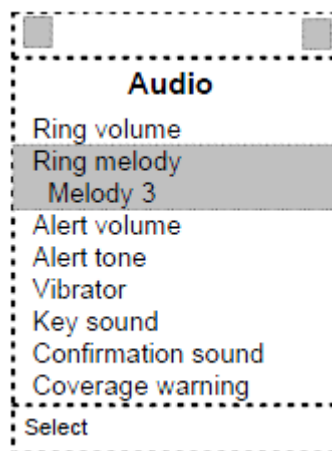 Audio
Ring volume
Ring melody
Melody 3
Alert volume
Alert tone
Vibrator
Key sound
Confirmation sound
Coverage warning
Select